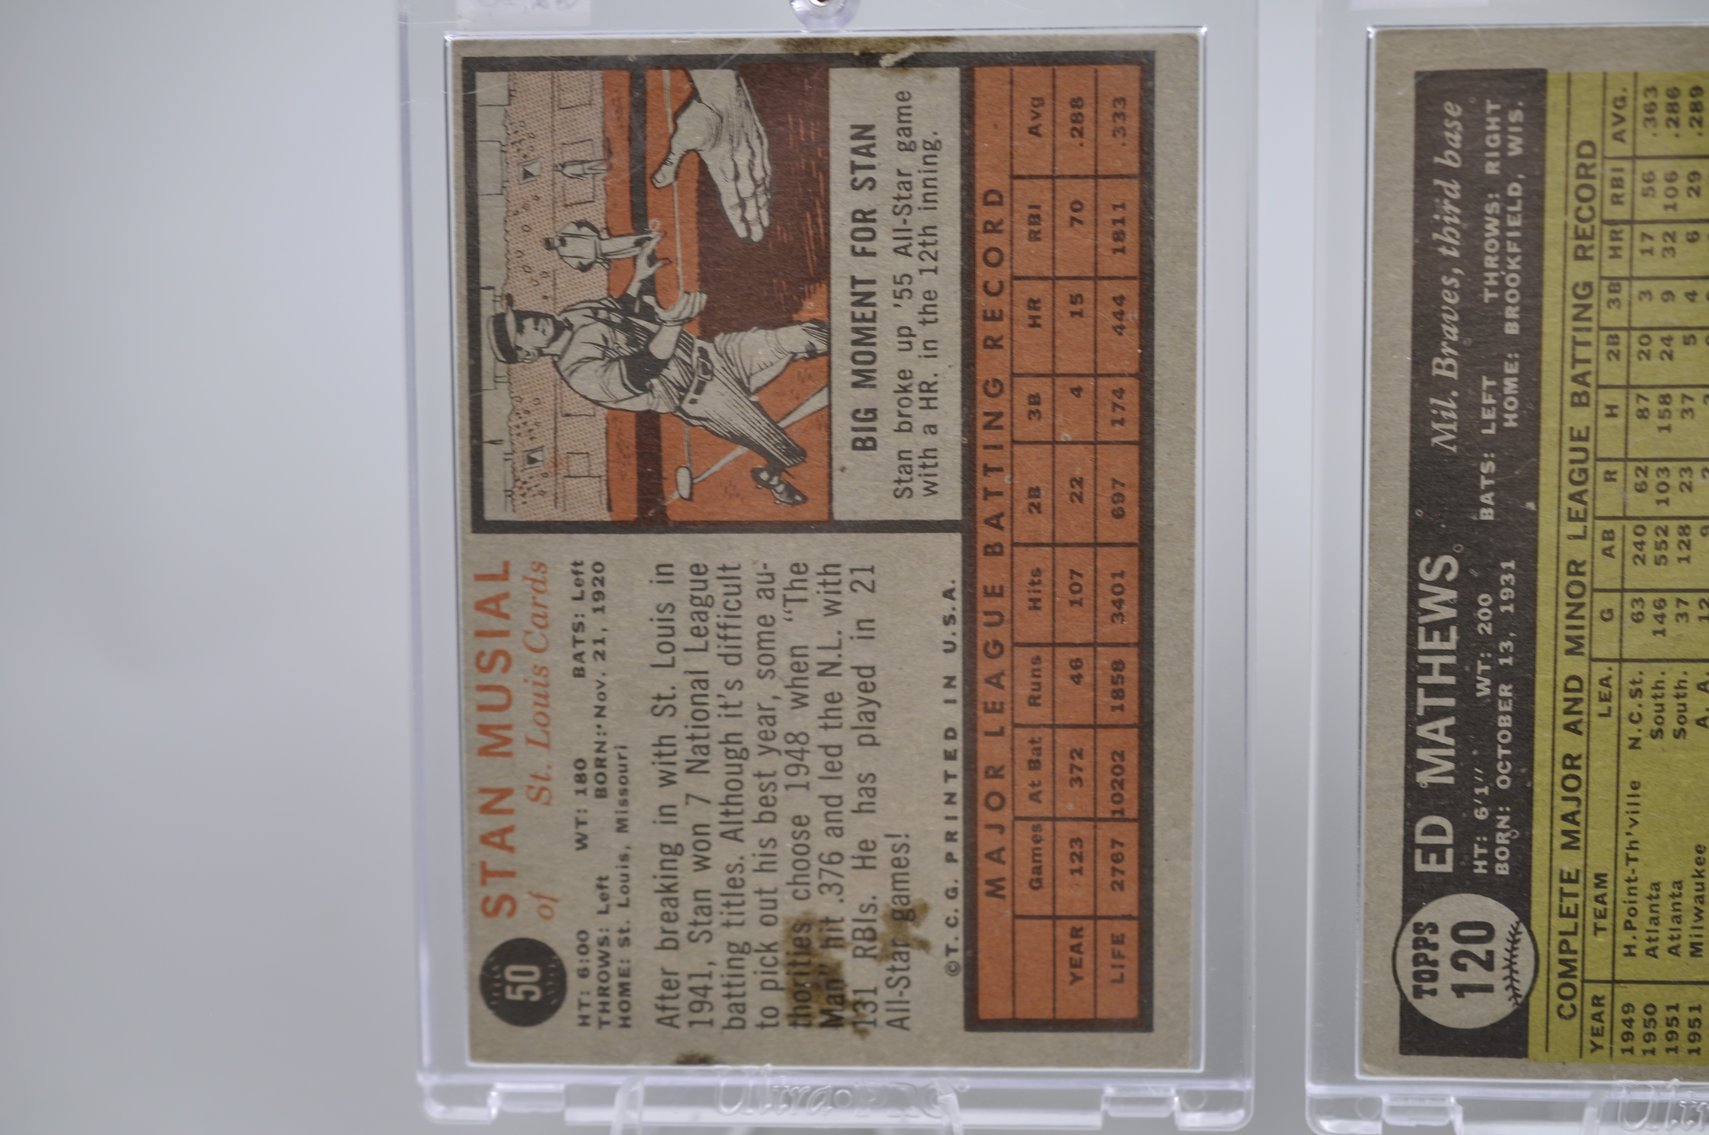 50
STAN MUSIAL
of St. Louis Cards
HT: 6:00 WT: 180 BATS: Left
THROWS: Left BORN: Nov. 21, 1920
HOME: St. Louis, Missouri
After breaking in with St. Louis in
1941, Stan won 7 National League
batting titles. Although it's difficult
to pick out his best year, some au-
thorities choose 1948 when "The
Man" hit .376 and led the N.L. with
131 RBIs. He has played in 21
All-Star games!
©T.C.G. PRINTED IN U.S.A.
BIG MOMENT FOR STAN
Stan broke up '55 All-Star game
with a HR. in the 12th inning.
MAJOR LEAGUE BATTING RECORD
Games At Bat Runs Hits 2B 3B HR RBI Avg
YEAR 123 372 46 107 22 4 15 70 .288
LIFE 2767 10202 1858 3401 697 174 444 1811 .333
Ultra·PRO
TOPPS
120
ED MATHEWS Mil. Braves, third base
HT: 6'1" WT: 200 BATS: LEFT THROWS: RIGHT
BORN: OCTOBER 13, 1931 HOME: BROOKFIELD, WIS.
COMPLETE MAJOR AND MINOR LEAGUE BATTING RECORD
YEAR TEAM LEA. G AB R H 2B 3B HR RBI AVG.
1949 H.Point-Th'ville N.C.St. 63 240 62 87 20 3 17 56 .363
1950 Atlanta South. 146 552 103 158 24 9 32 106 .286
1951 Atlanta South. 37 128 23 37 5 4 6 29 .289
1951 Milwaukee A. A. 12 9
Ultra